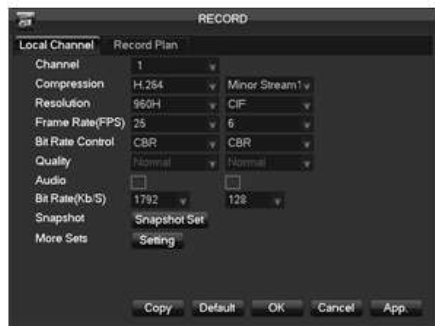 RECORD
Local Channel Record Plan
Channel 1
Compression H.264 Minor Stream1
Resolution 960H CIF
Frame Rate(FPS) 25 6
Bit Rate Control CBR CBR
Quality Normal Normal
Audio
Bit Rate(Kb/S) 1792 128
Snapshot Snapshot Set
More Sets Setting
Copy Default OK Cancel App.